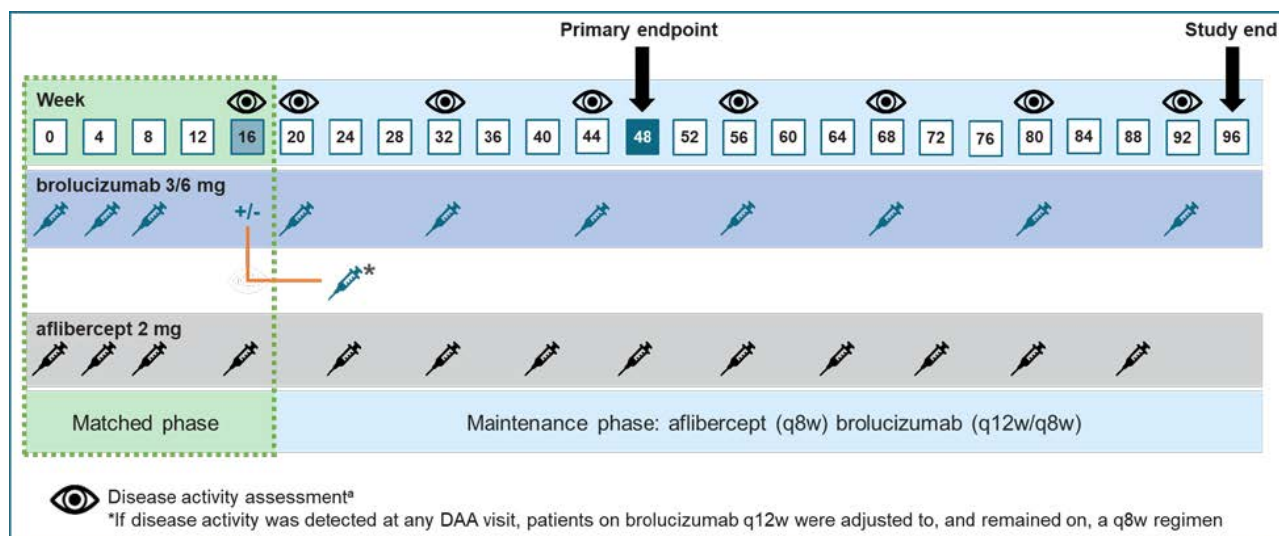 Primary endpoint
Study end
Week
0 4 8 12 16 20 24 28 32 36 40 44 48 52 56 60 64 68 72 76 80 84 88 92 96
brolucizumab 3/6 mg
+/-
*
aflibercept 2 mg
Matched phase
Maintenance phase: aflibercept (q8w) brolucizumab (q12w/q8w)
Disease activity assessmentᵃ
*If disease activity was detected at any DAA visit, patients on brolucizumab q12w were adjusted to, and remained on, a q8w regimen